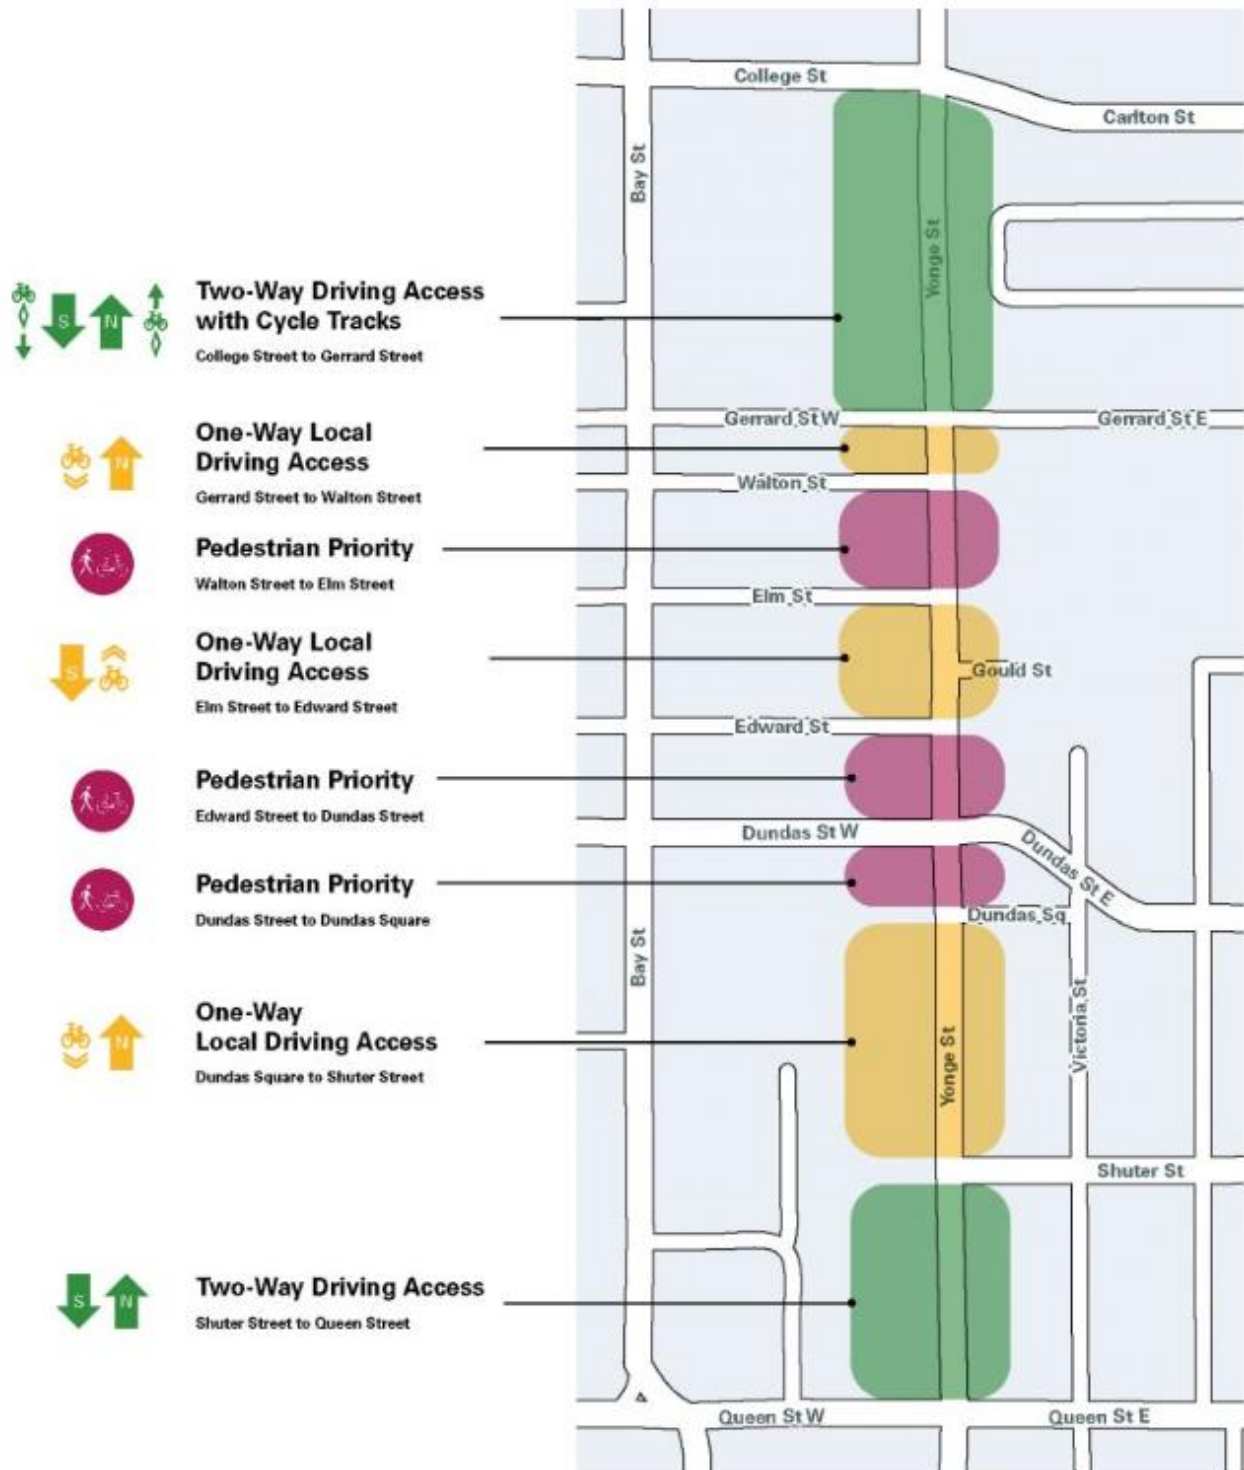 College St
Carlton St
Bay St
Yonge St
S
N
Two-Way Driving Access
with Cycle Tracks
College Street to Gerrard Street
Gerrard St W
Gerrard St E
N
One-Way Local
Driving Access
Gerrard Street to Walton Street
Walton St
Pedestrian Priority
Walton Street to Elm Street
Elm St
S
One-Way Local
Driving Access
Elm Street to Edward Street
Gould St
Edward St
Pedestrian Priority
Edward Street to Dundas Street
Dundas St W
Dundas St E
Pedestrian Priority
Dundas Street to Dundas Square
Dundas Sq
Bay St
Victoria St
Yonge St
N
One-Way
Local Driving Access
Dundas Square to Shuter Street
Shuter St
S
N
Two-Way Driving Access
Shuter Street to Queen Street
Queen St W
Queen St E